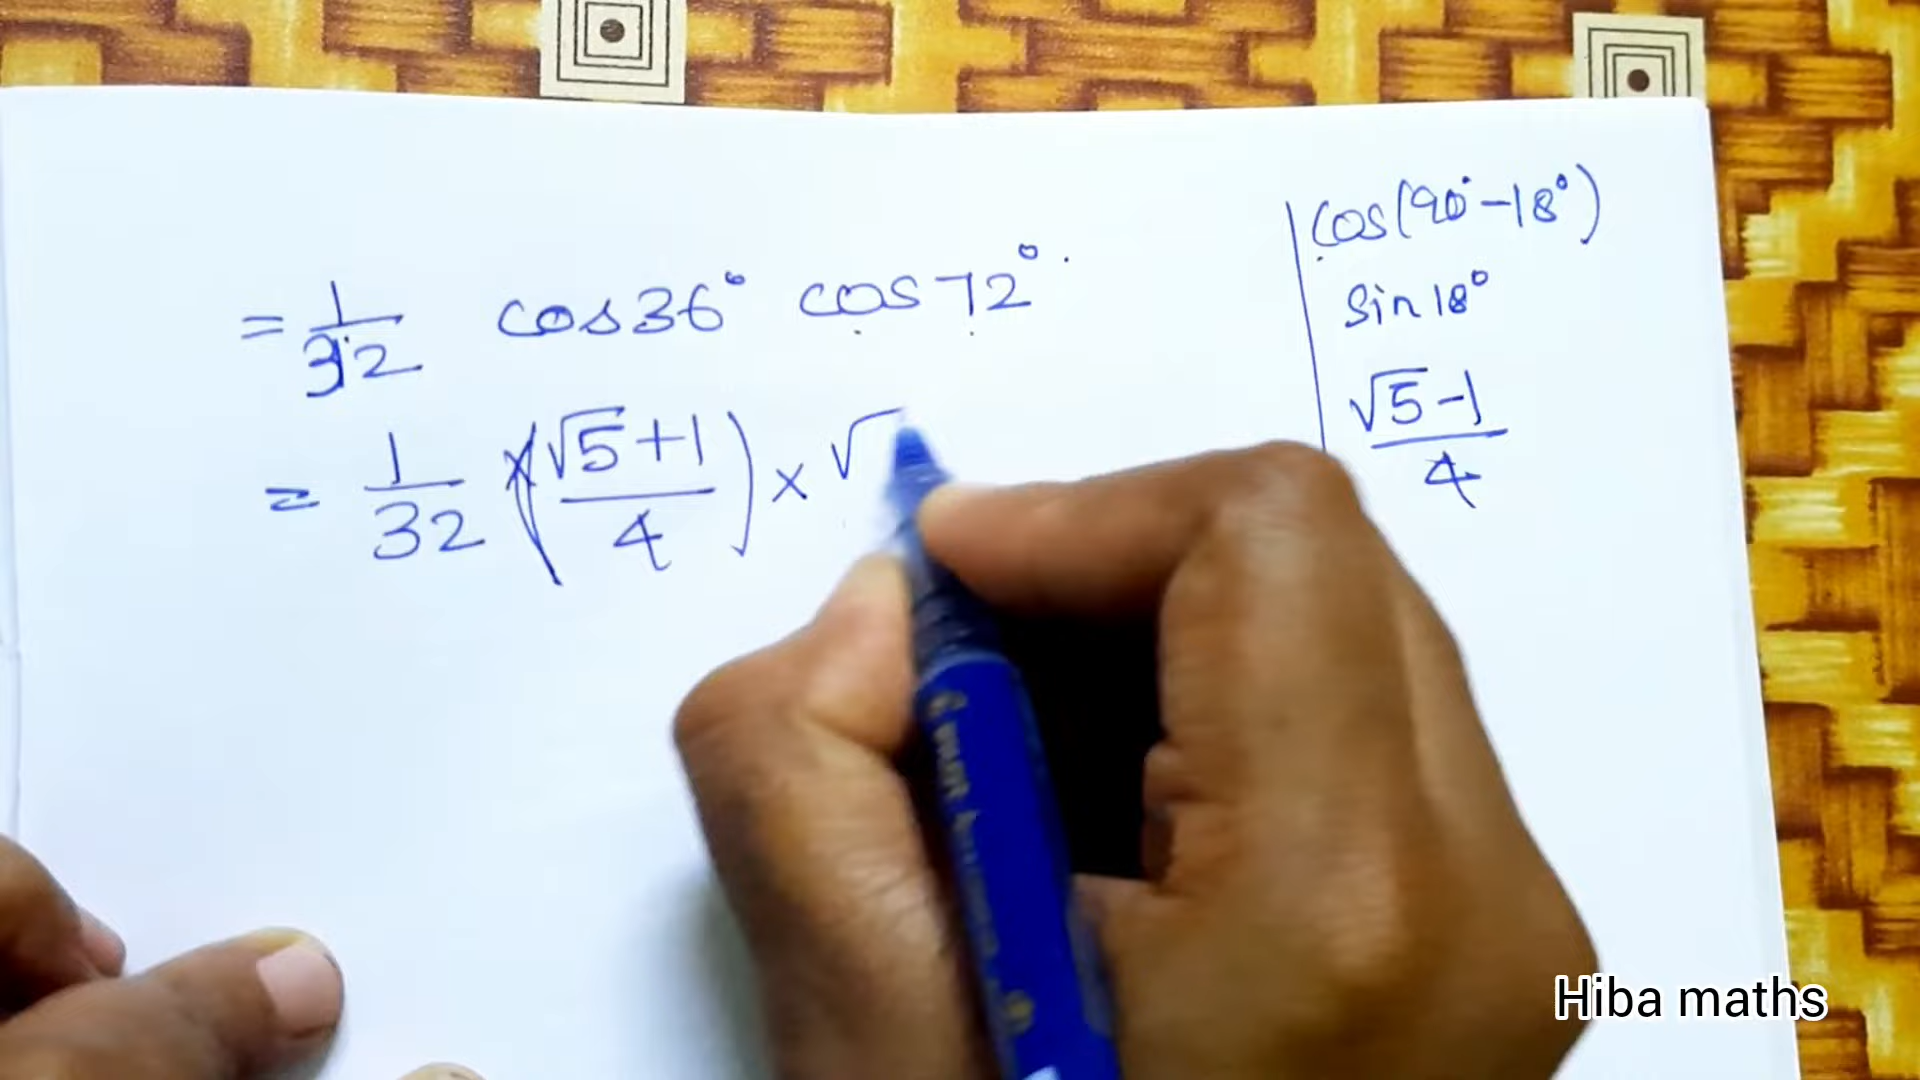 = 1/32 cos36° cos72°.
= 1/32 × (√5+1/4) × √
cos(90°-18°)
sin18°
√5-1
4
Hiba maths